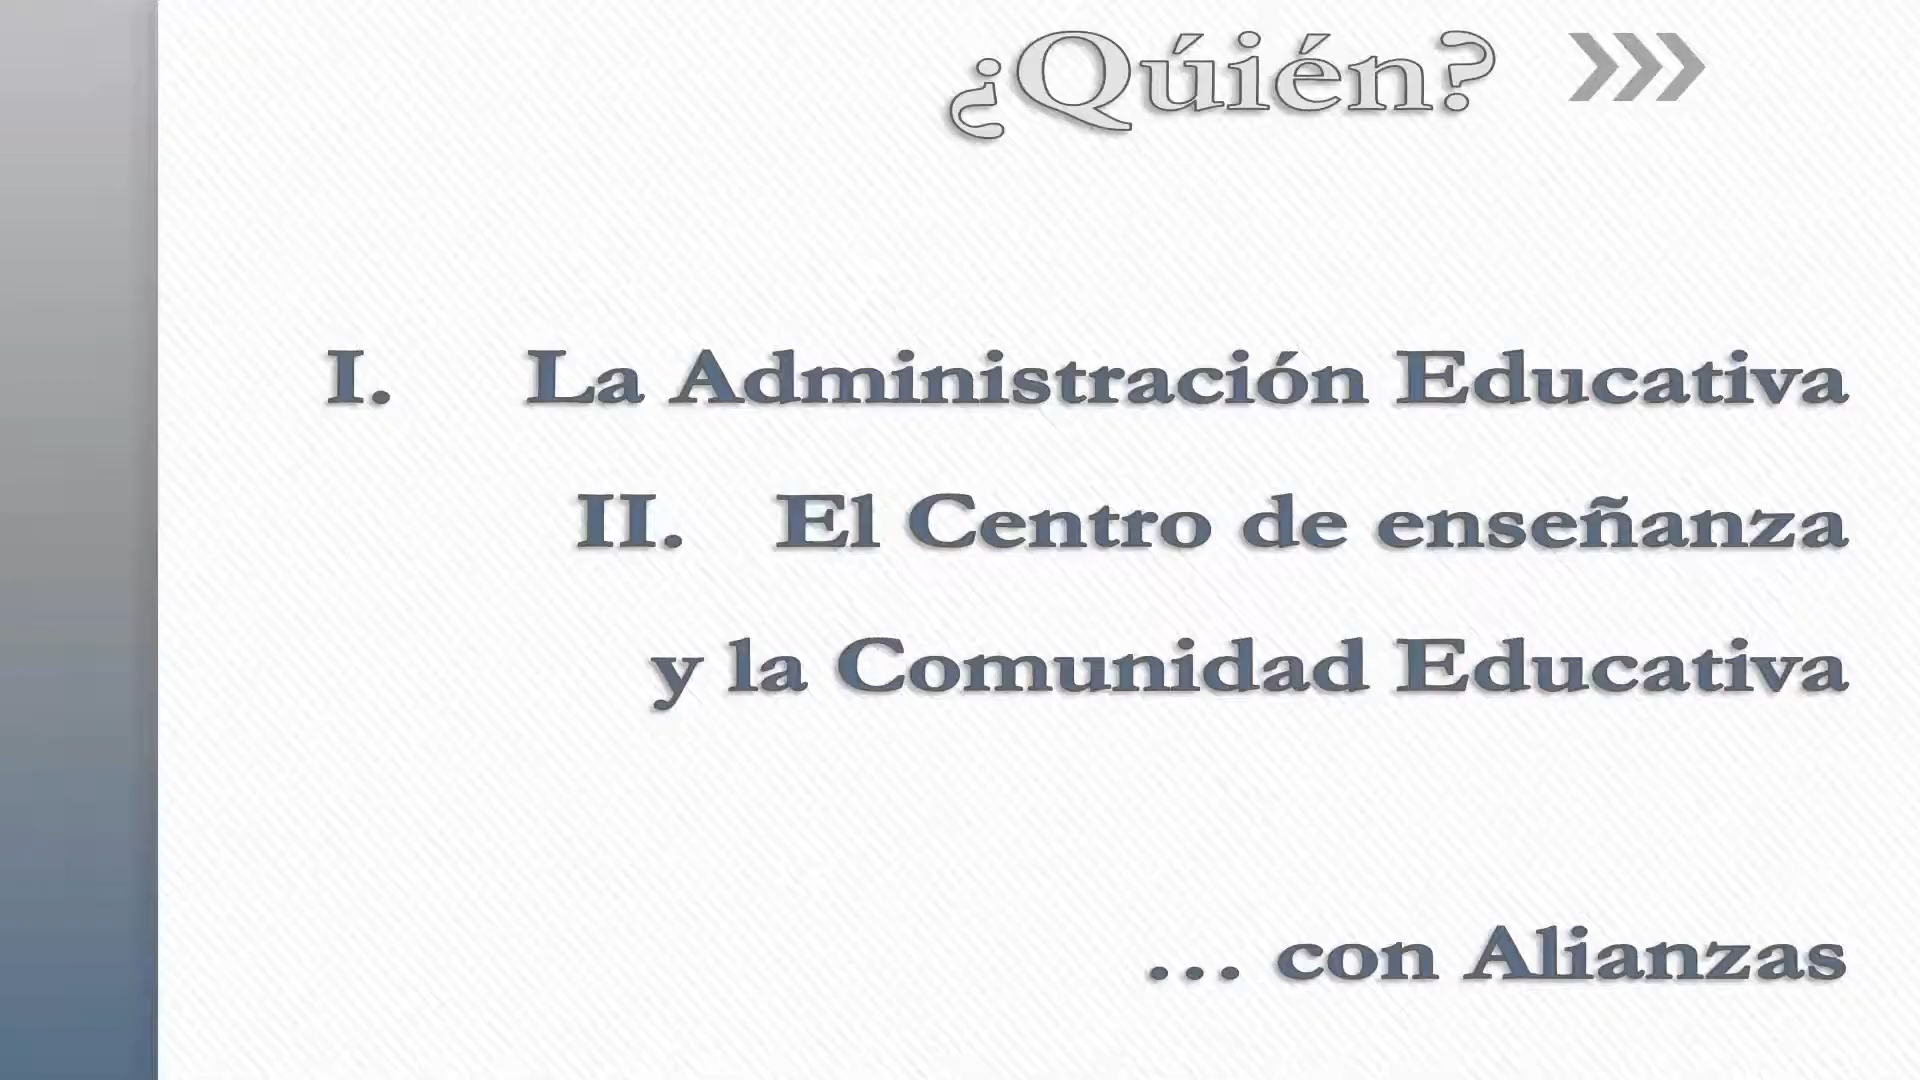 ¿Qúién?
I. La Administración Educativa
II. El Centro de enseñanza
y la Comunidad Educativa
... con Alianzas